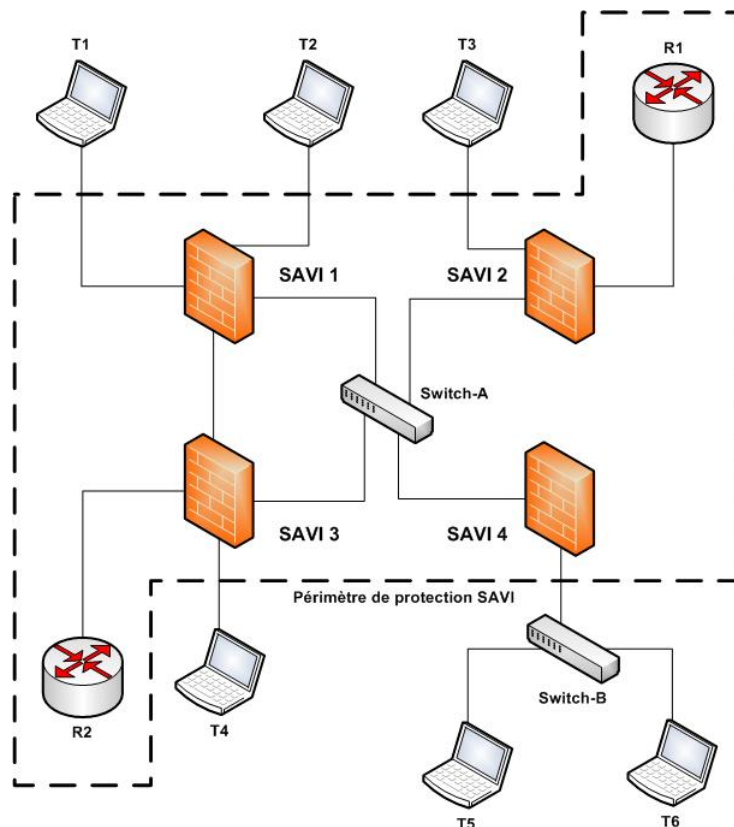 T1
T2
T3
R1
SAVI 1
SAVI 2
Switch-A
SAVI 3
SAVI 4
Périmètre de protection SAVI
R2
T4
Switch-B
T5
T6